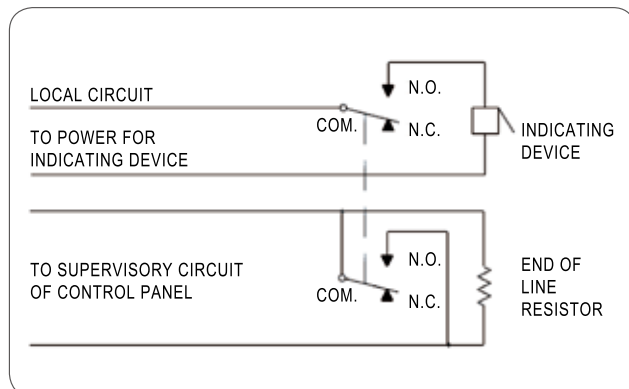 LOCAL CIRCUIT
TO POWER FOR
INDICATING DEVICE
COM.
N.O.
N.C.
INDICATING
DEVICE
TO SUPERVISORY CIRCUIT
OF CONTROL PANEL
COM.
N.O.
N.C.
END OF
LINE
RESISTOR